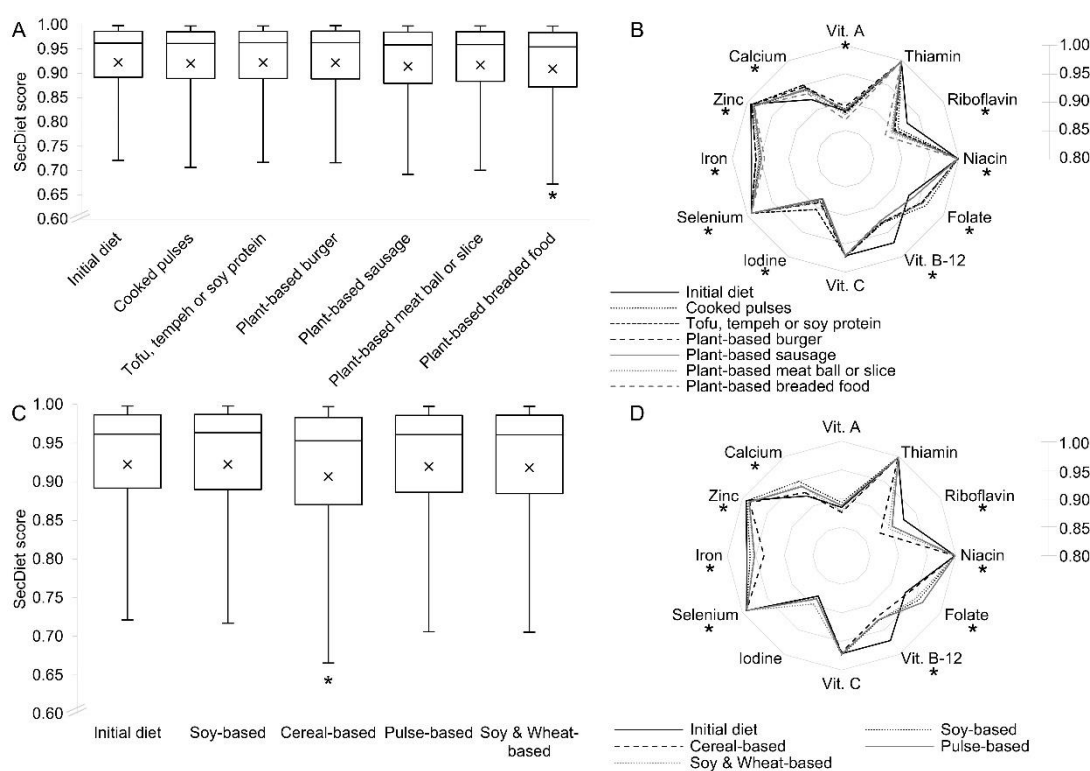 A
SecDiet score
1.00
0.95
0.90
0.85
0.80
0.75
0.70
0.65
0.60
Initial diet
Cooked pulses
Tofu, tempeh or soy protein
Plant-based burger
Plant-based sausage
Plant-based meat ball or slice
Plant-based breaded food
*
B
Vit. A
*
Thiamin
Riboflavin
*
Niacin
*
Folate
*
Vit. B-12
*
Vit. C
Iodine
*
Selenium
*
Iron
*
Zinc
*
Calcium
*
1.00
0.95
0.90
0.85
0.80
Initial diet
Cooked pulses
Tofu, tempeh or soy protein
Plant-based burger
Plant-based sausage
Plant-based meat ball or slice
Plant-based breaded food
C
SecDiet score
1.00
0.95
0.90
0.85
0.80
0.75
0.70
0.65
0.60
*
Initial diet
Soy-based
Cereal-based
Pulse-based
Soy & Wheat-
based
D
Vit. A
Thiamin
Riboflavin
*
Niacin
*
Folate
*
Vit. B-12
*
Vit. C
Iodine
Selenium
*
Iron
*
Zinc
*
Calcium
*
1.00
0.95
0.90
0.85
0.80
Initial diet
Cereal-based
Soy & Wheat-based
Soy-based
Pulse-based